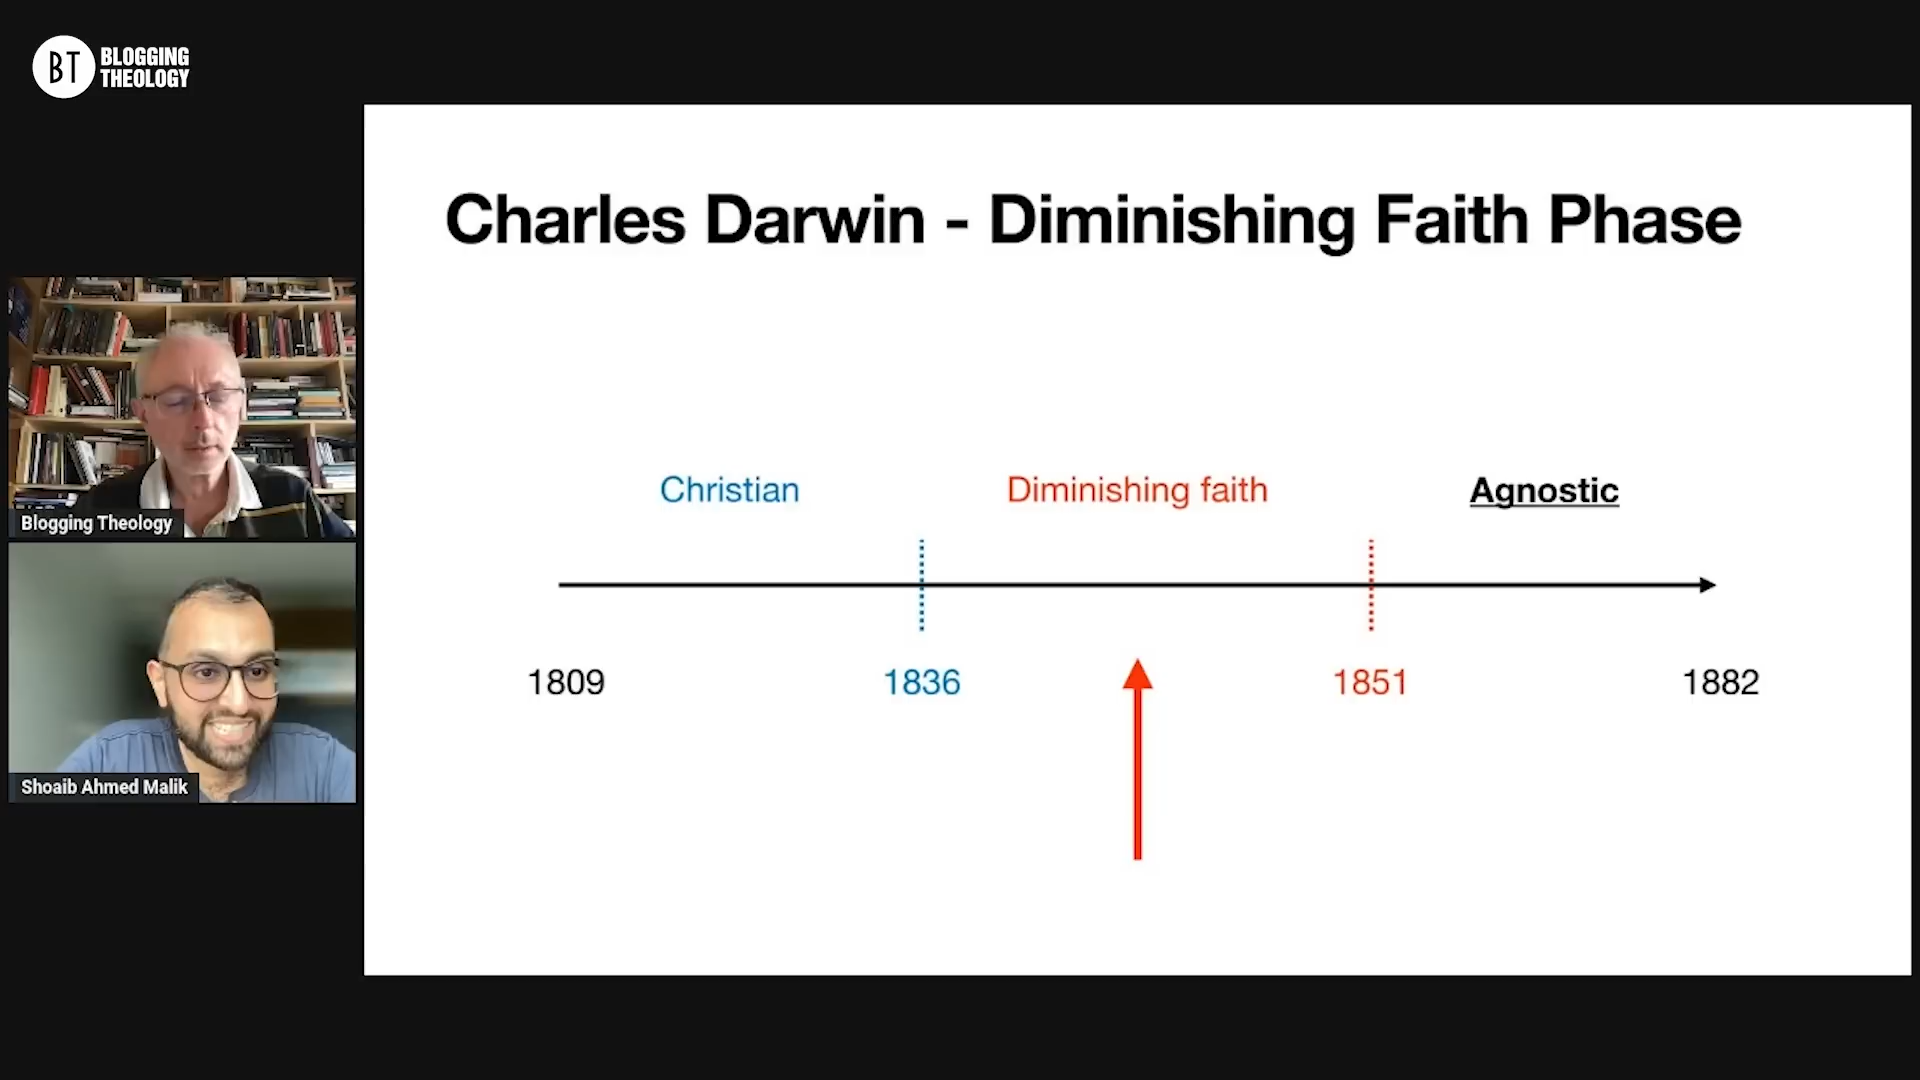 BT
BLOGGING
THEOLOGY
Charles Darwin - Diminishing Faith Phase
Christian
Diminishing faith
Agnostic
1809
1836
1851
1882
Blogging Theology
Shoaib Ahmed Malik